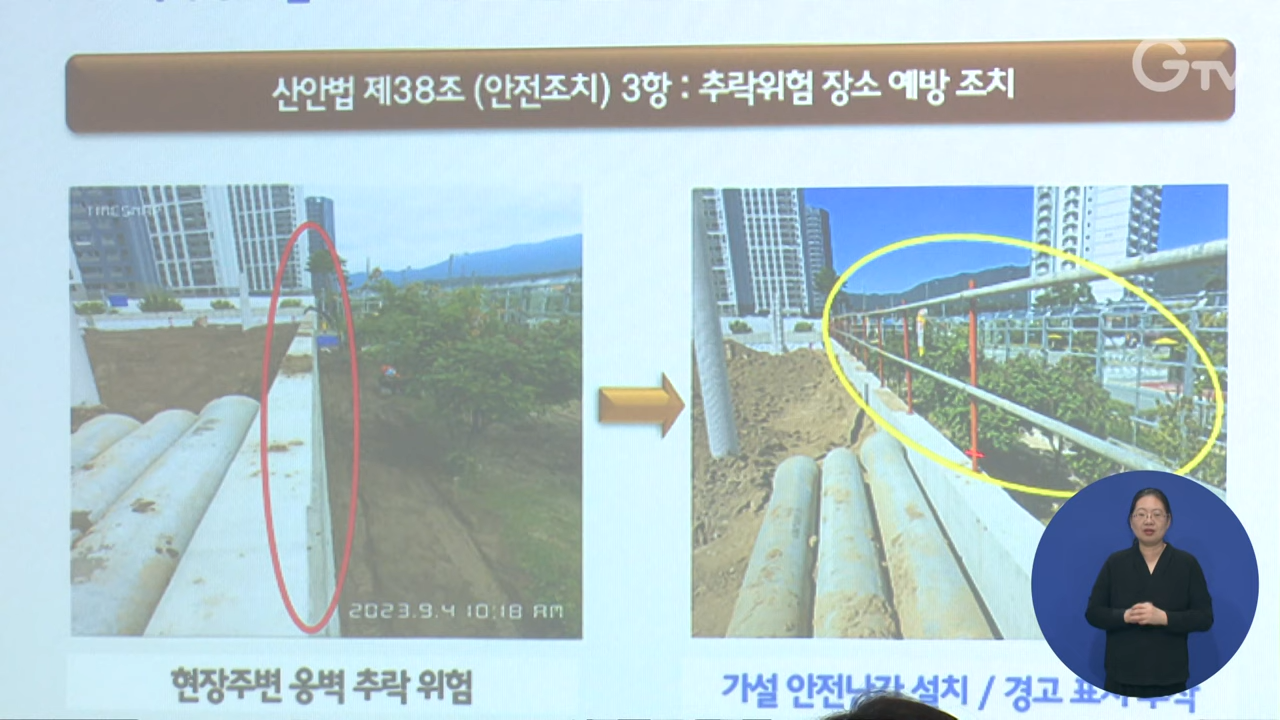 GTV
산안법 제38조 (안전조치) 3항 : 추락위험 장소 예방 조치
TIMESMAP
2023.9.4 10:18 AM
현장주변 옹벽 추락 위험
가설 안전난간 설치 / 경고 표지 부착